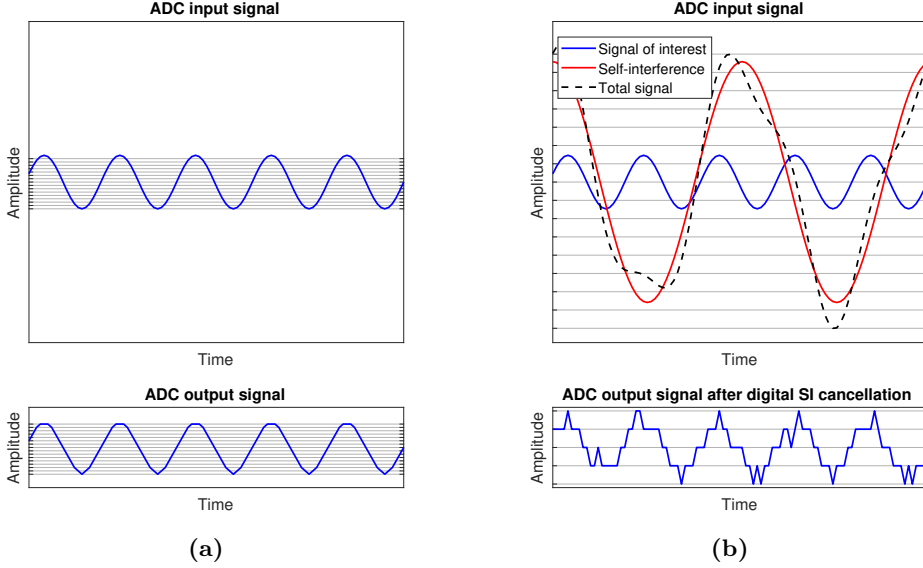 ADC input signal
Amplitude
Time
ADC output signal
Amplitude
Time
(a)
ADC input signal
Signal of interest
Self-interference
Total signal
Amplitude
Time
ADC output signal after digital SI cancellation
Amplitude
Time
(b)